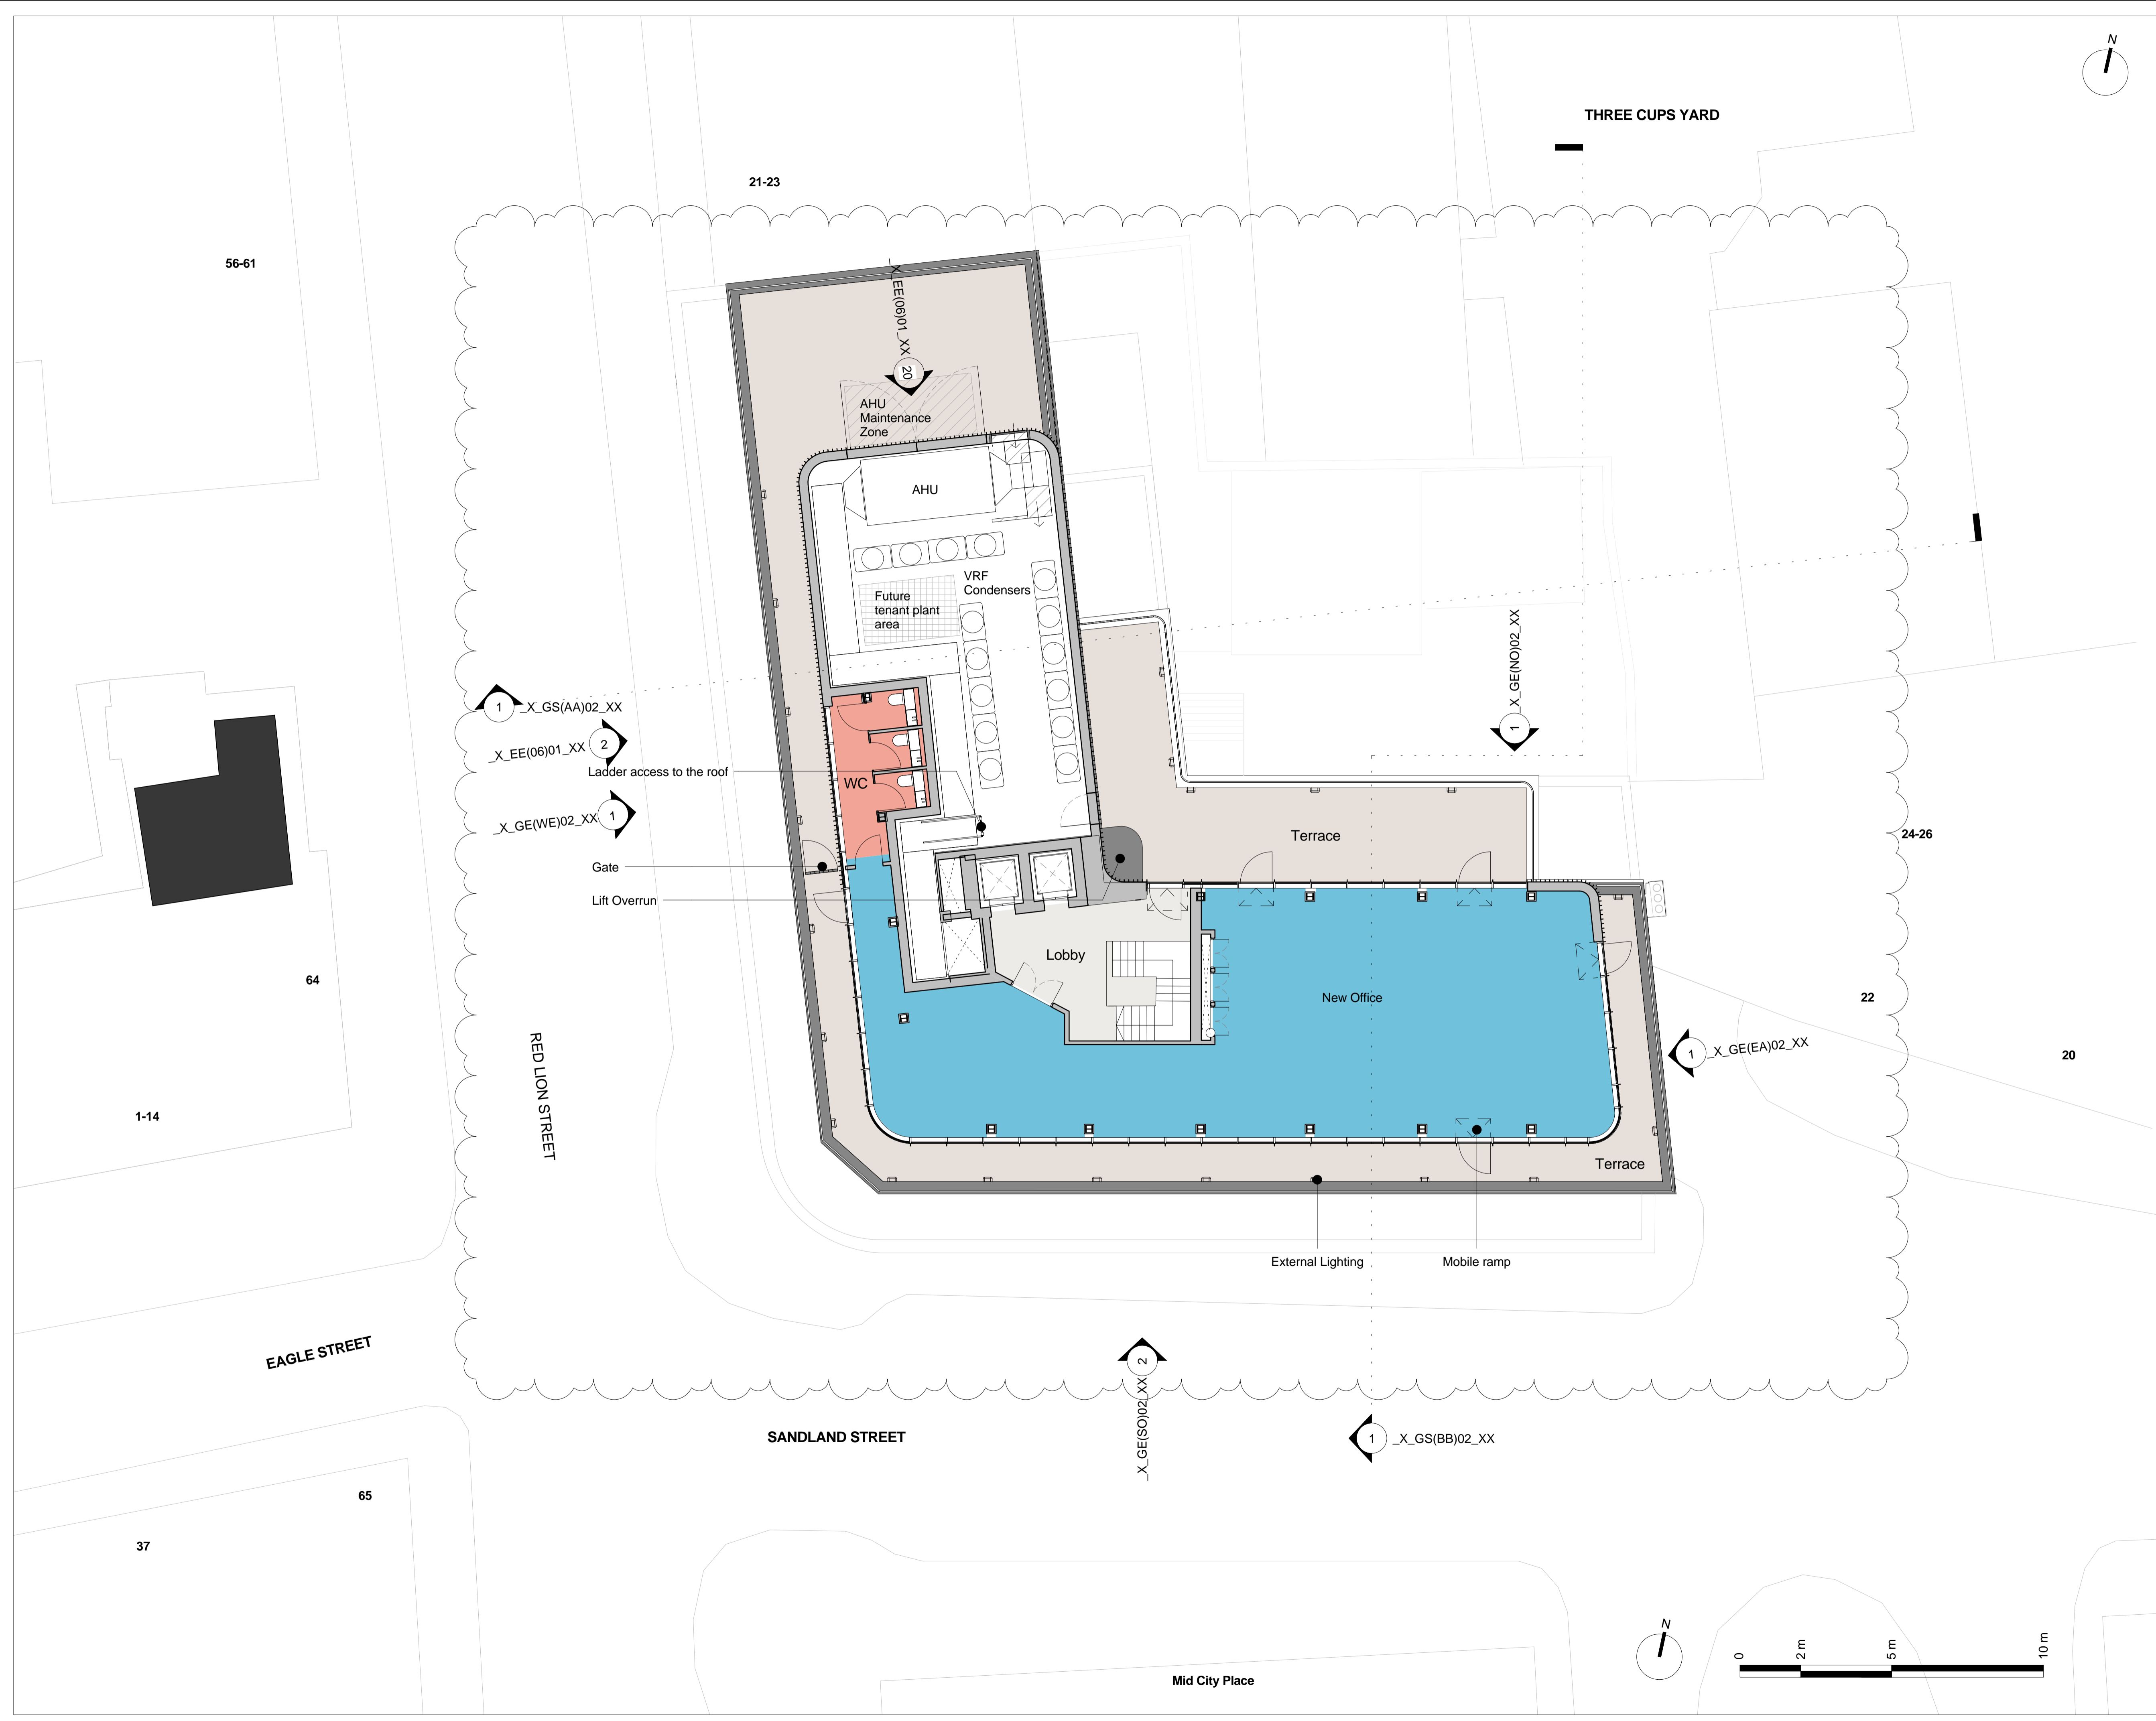 N
THREE CUPS YARD
21-23
56-61
_X_EE(06)01_XX
20
AHU
Maintenance
Zone
AHU
VRF
Condensers
Future
tenant plant
area
_X_GE(NO)02_XX
1
1
_X_GS(AA)02_XX
_X_EE(06)01_XX
2
Ladder access to the roof
WC
_X_GE(WE)02_XX
1
Terrace
24-26
Gate
Lift Overrun
Lobby
64
New Office
22
RED LION STREET
1
_X_GE(EA)02_XX
20
1-14
Terrace
External Lighting
Mobile ramp
EAGLE STREET
2
_X_GE(SO)02_XX
SANDLAND STREET
1
_X_GS(BB)02_XX
65
37
N
0
2 m
5 m
10 m
Mid City Place